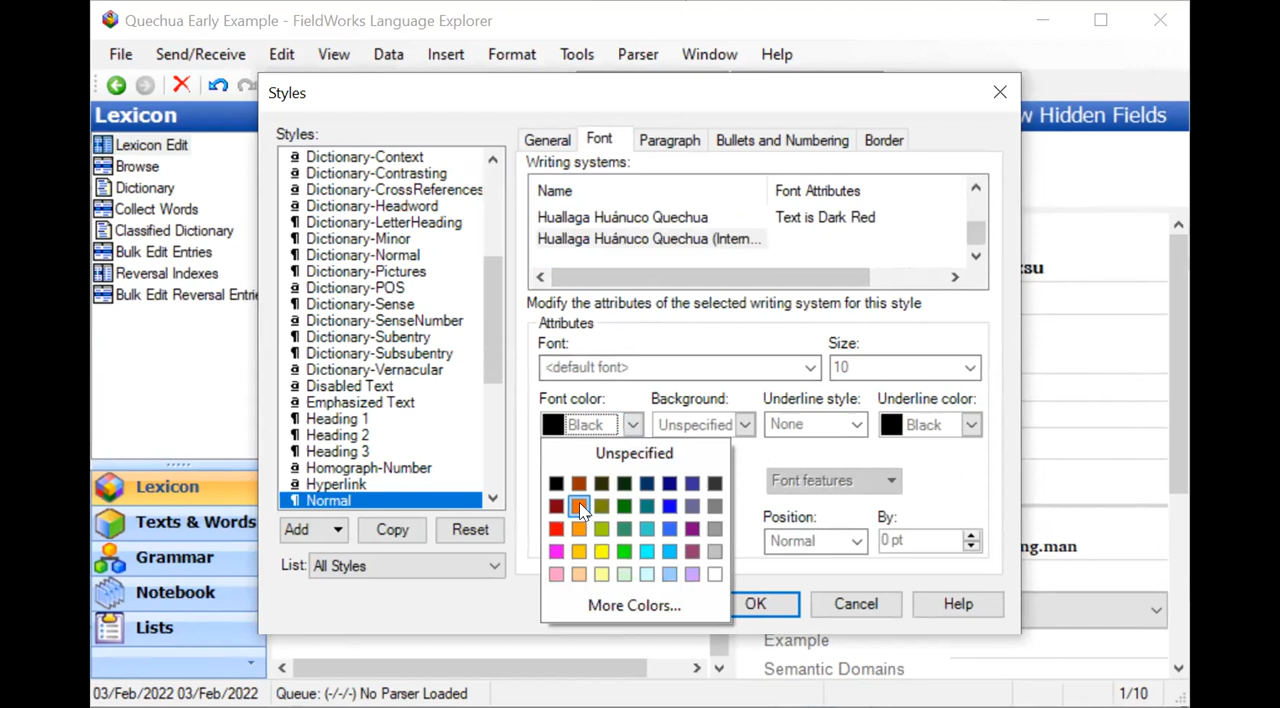 Quechua Early Example - FieldWorks Language Explorer
File Send/Receive Edit View Data Insert Format Tools Parser Window Help
Lexicon
w Hidden Fields
Lexicon Edit
Browse
Dictionary
Collect Words
Classified Dictionary
Bulk Edit Entries
Reversal Indexes
Bulk Edit Reversal Entrie
Lexicon
Texts & Words
Grammar
Notebook
Lists
Styles
Styles:
Dictionary-Context
Dictionary-Contrasting
Dictionary-CrossReferences
Dictionary-Headword
Dictionary-LetterHeading
Dictionary-Minor
Dictionary-Normal
Dictionary-Pictures
Dictionary-POS
Dictionary-Sense
Dictionary-SenseNumber
Dictionary-Subentry
Dictionary-Subsubentry
Dictionary-Vernacular
Disabled Text
Emphasized Text
Heading 1
Heading 2
Heading 3
Homograph-Number
Hyperlink
Normal
Add Copy Reset
List: All Styles
General Font Paragraph Bullets and Numbering Border
Writing systems:
Name Font Attributes
Huallaga Huánuco Quechua Text is Dark Red
Huallaga Huánuco Quechua (Intern...
Modify the attributes of the selected writing system for this style
Attributes
Font: Size:
<default font> 10
Font color: Background: Underline style: Underline color:
Black Unspecified None Black
Unspecified
Font features
Position: By:
Normal 0 pt
More Colors...
OK Cancel Help
ng.man
Example
Semantic Domains
03/Feb/2022 03/Feb/2022 Queue: (-/-/-) No Parser Loaded 1/10